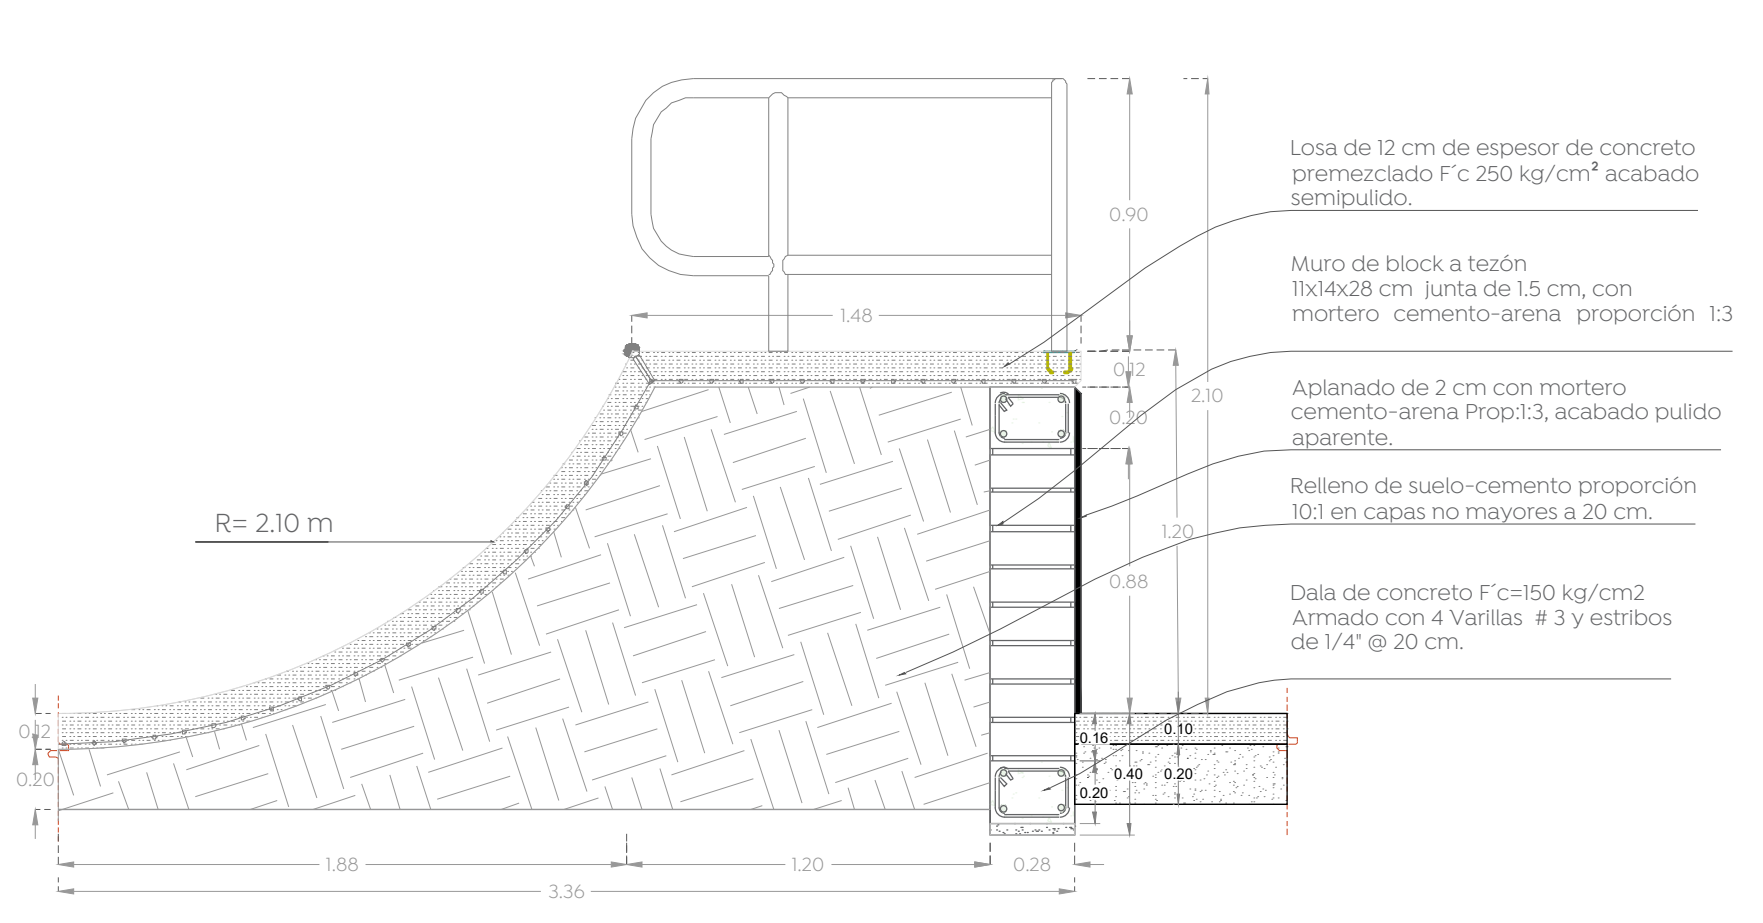 Losa de 12 cm de espesor de concreto
premezclado F´c 250 kg/cm² acabado
semipulido.
0.90
Muro de block a tezón
11x14x28 cm junta de 1.5 cm, con
mortero cemento-arena proporción 1:3
1.48
0.12
2.10
0.20
Aplanado de 2 cm con mortero
cemento-arena Prop:1:3, acabado pulido
aparente.
Relleno de suelo-cemento proporción
10:1 en capas no mayores a 20 cm.
R= 2.10 m
1.20
0.88
Dala de concreto F´c=150 kg/cm2
Armado con 4 Varillas # 3 y estribos
de 1/4" @ 20 cm.
0.12
0.20
0.16
0.10
0.40
0.20
0.20
1.88
1.20
0.28
3.36